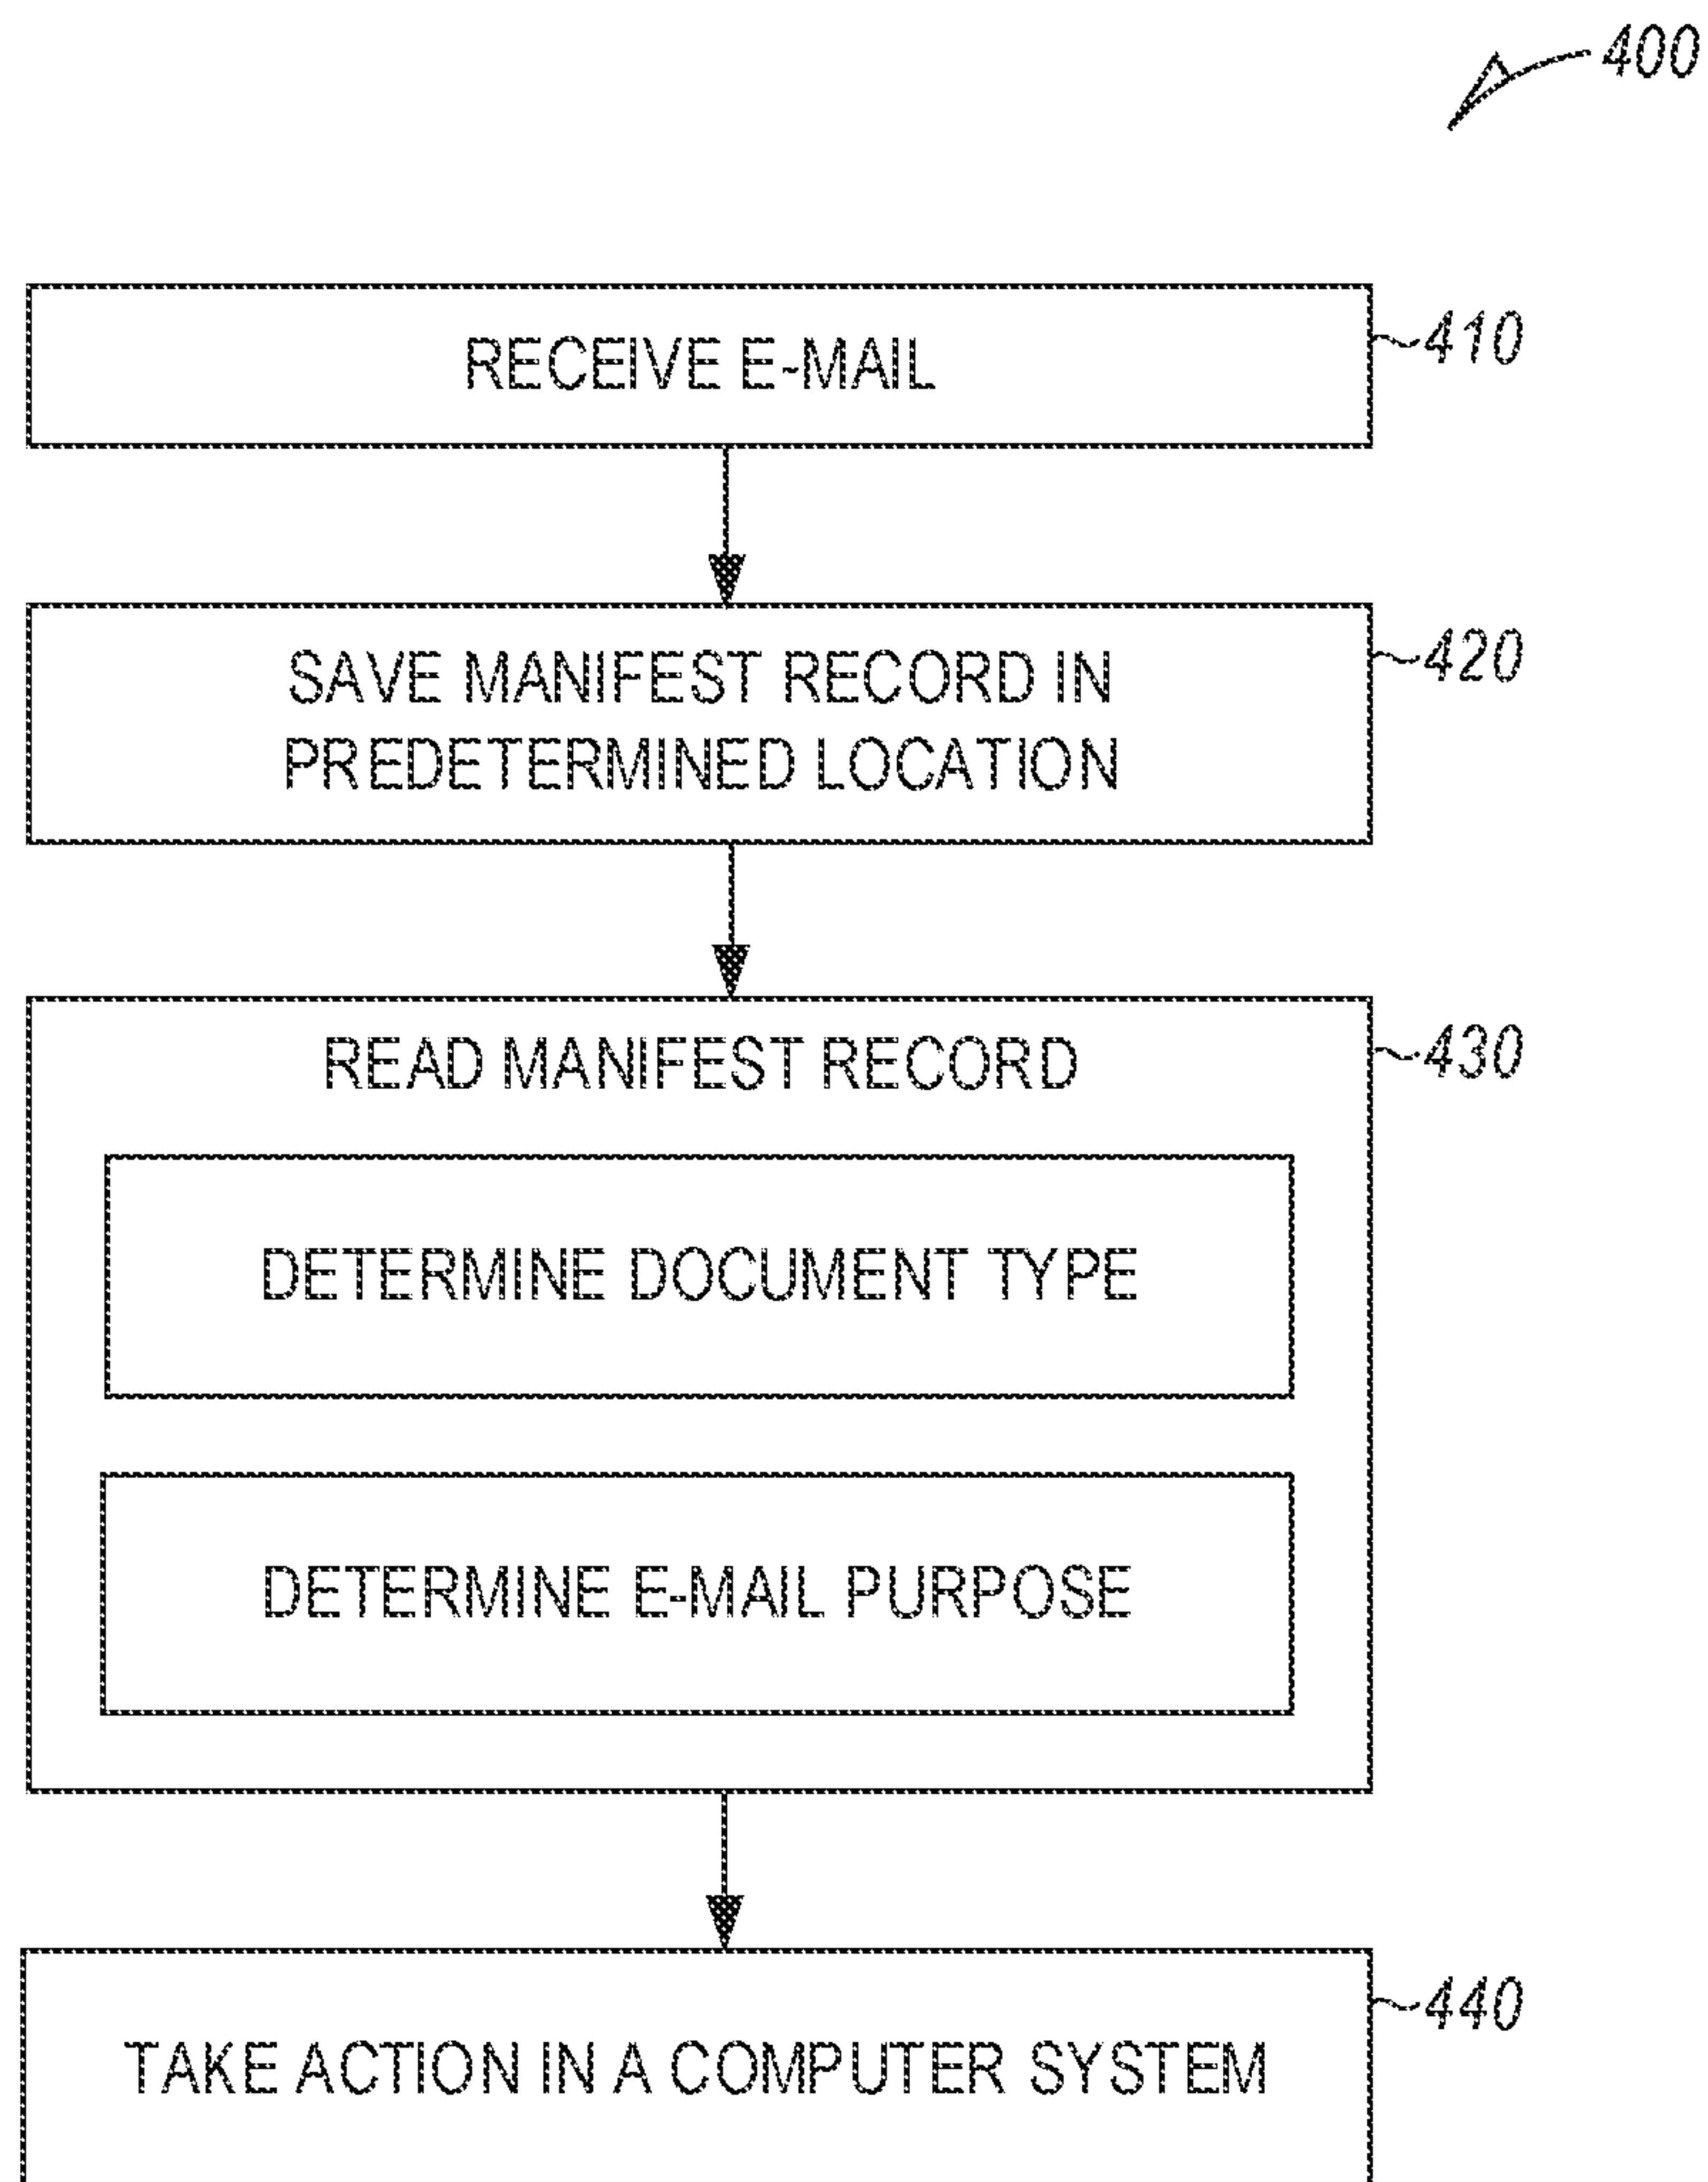 400
RECEIVE E-MAIL
410
SAVE MANIFEST RECORD IN
PREDETERMINED LOCATION
420
READ MANIFEST RECORD
430
DETERMINE DOCUMENT TYPE
DETERMINE E-MAIL PURPOSE
TAKE ACTION IN A COMPUTER SYSTEM
440